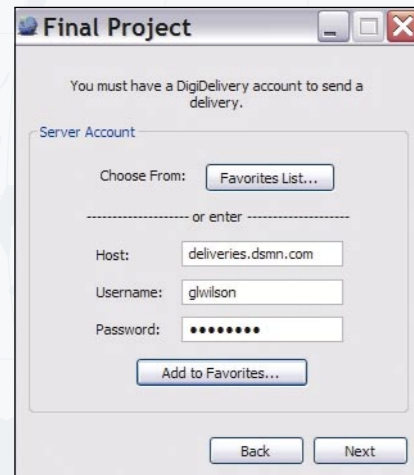 Final Project
You must have a DigiDelivery account to send a
delivery.
Server Account
Choose From: Favorites List...
-------------------- or enter --------------------
Host: deliveries.dsmn.com
Username: glwilson
Password: ●●●●●●●●
Add to Favorites...
Back Next